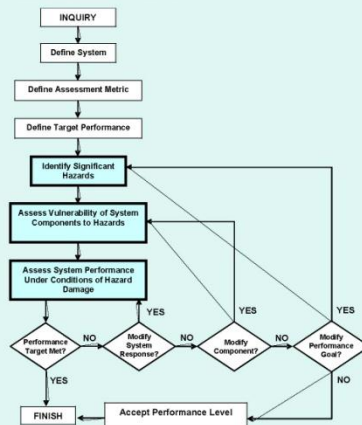 INQUIRY
Define System
Define Assessment Metric
Define Target Performance
Identify Significant
Hazards
Assess Vulnerability of System
Components to Hazards
Assess System Performance
Under Conditions of Hazard
Damage
YES
YES
YES
Performance
Target Met?
NO
Modify
System
Response?
NO
Modify
Component?
NO
Modify
Performance
Goal?
YES
NO
FINISH
Accept Performance Level